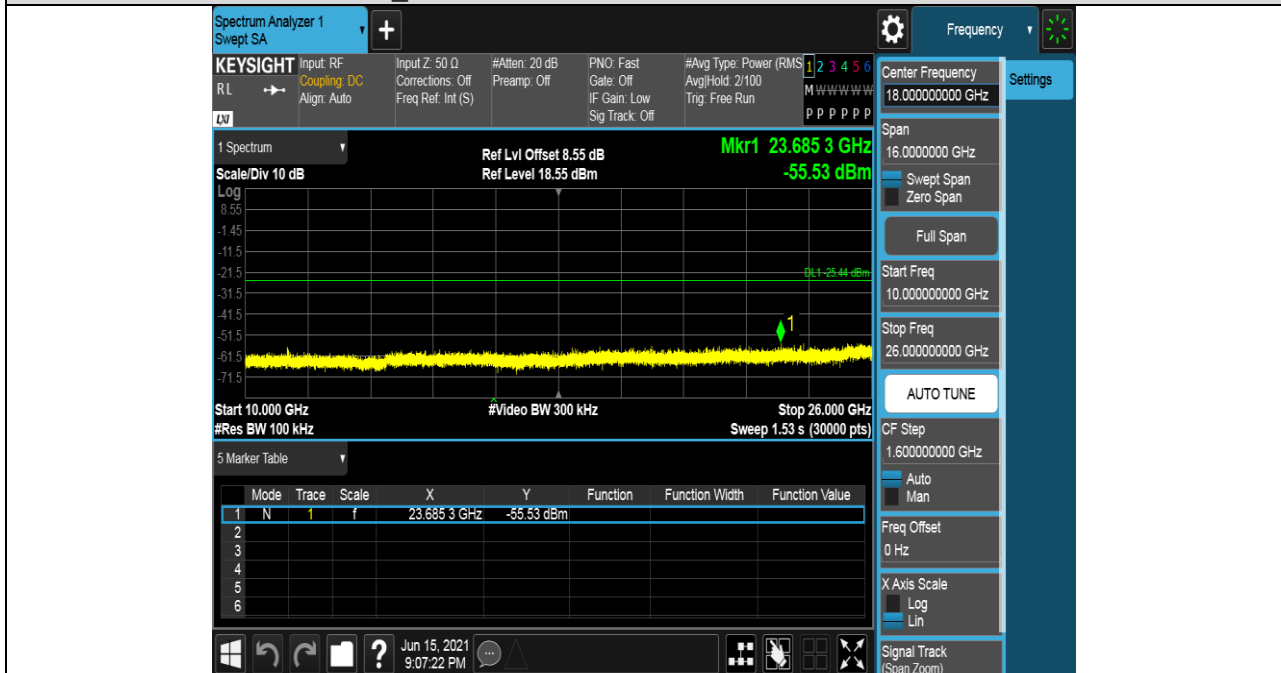 Spectrum Analyzer 1
Swept SA
+
Frequency
KEYSIGHT
RL
LXI
Input: RF
Coupling: DC
Align: Auto
Input Z: 50 Ω
Corrections: Off
Freq Ref: Int (S)
#Atten: 20 dB
Preamp: Off
PNO: Fast
Gate: Off
IF Gain: Low
Sig Track: Off
#Avg Type: Power (RMS
Avg|Hold: 2/100
Trig: Free Run
1 2 3 4 5 6
M W W W W W
P P P P P P
1 Spectrum
Scale/Div 10 dB
Ref Lvl Offset 8.55 dB
Ref Level 18.55 dBm
Mkr1 23.685 3 GHz
-55.53 dBm
Log
8.55
-1.45
-11.5
-21.5
-31.5
-41.5
-51.5
-61.5
-71.5
DL1 -25.44 dBm
1
Start 10.000 GHz
#Video BW 300 kHz
Stop 26.000 GHz
#Res BW 100 kHz
Sweep 1.53 s (30000 pts)
5 Marker Table
Mode Trace Scale X Y Function Function Width Function Value
1 N 1 f 23.685 3 GHz -55.53 dBm
2
3
4
5
6
?
Jun 15, 2021
9:07:22 PM
Center Frequency
18.000000000 GHz
Settings
Span
16.0000000 GHz
Swept Span
Zero Span
Full Span
Start Freq
10.000000000 GHz
Stop Freq
26.000000000 GHz
AUTO TUNE
CF Step
1.600000000 GHz
Auto
Man
Freq Offset
0 Hz
X Axis Scale
Log
Lin
Signal Track
(Span Zoom)